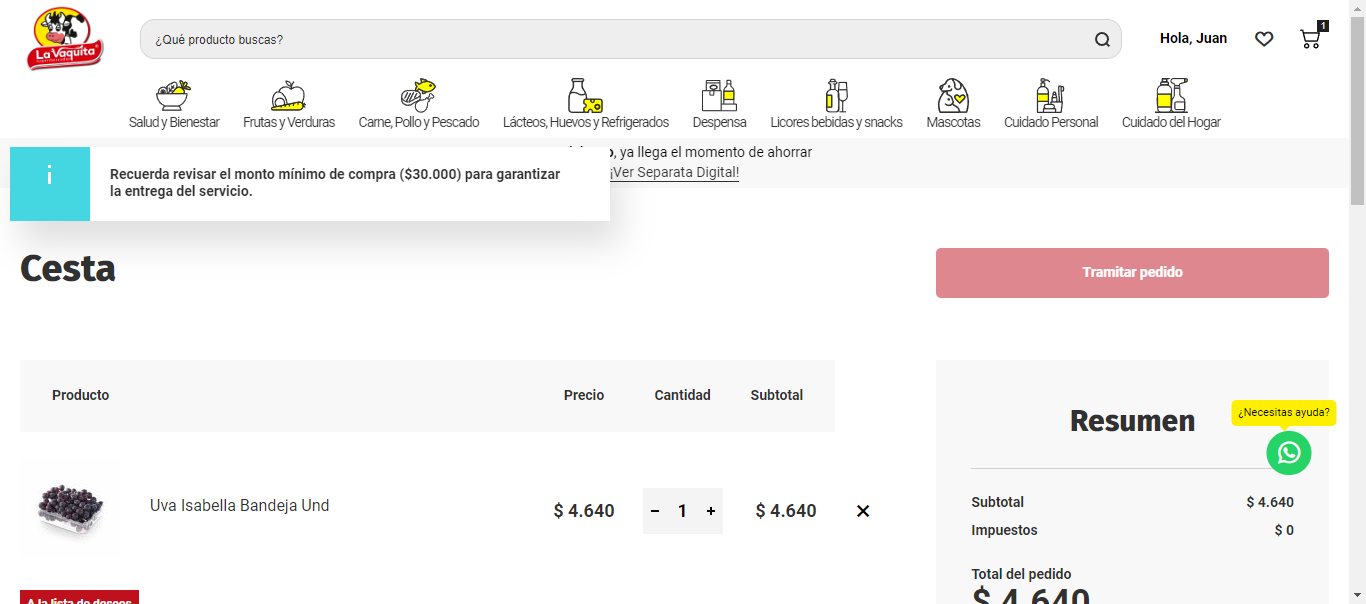 La Vaquita
¿Qué producto buscas?
Hola, Juan
1
Salud y Bienestar
Frutas y Verduras
Carne, Pollo y Pescado
Lácteos, Huevos y Refrigerados
Despensa
Licores bebidas y snacks
Mascotas
Cuidado Personal
Cuidado del Hogar
, ya llega el momento de ahorrar
¡Ver Separata Digital!
i
Recuerda revisar el monto mínimo de compra ($30.000) para garantizar
la entrega del servicio.
Cesta
Tramitar pedido
Producto Precio Cantidad Subtotal
Uva Isabella Bandeja Und $ 4.640 − 1 + $ 4.640 ×
A la lista de deseos
Resumen
¿Necesitas ayuda?
Subtotal $ 4.640
Impuestos $ 0
Total del pedido
$ 4.640